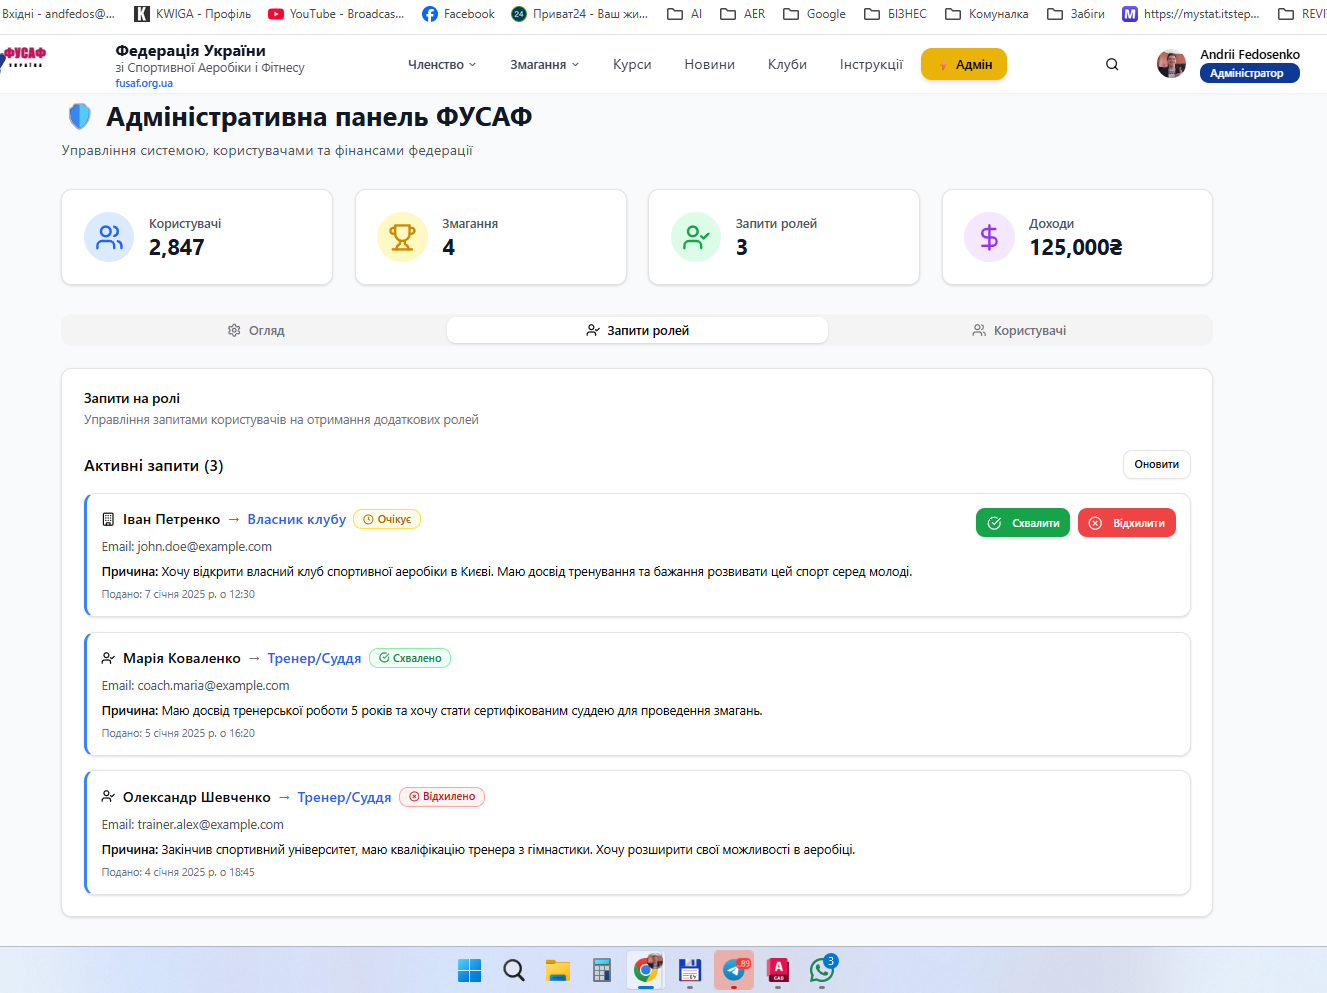 Вхідні - andfedos@...
KWIGA - Профіль
YouTube - Broadcas...
Facebook
24
Приват24 - Ваш жи...
AI
AER
Google
БІЗНЕС
Комуналка
Забіги
M
https://mystat.itstep...
REVI
ФУСАФ
УКРАЇНА
Федерація України
зі Спортивної Аеробіки і Фітнесу
fusaf.org.ua
Членство
Змагання
Курси
Новини
Клуби
Інструкції
Адмін
Andrii Fedosenko
Адміністратор
Адміністративна панель ФУСАФ
Управління системою, користувачами та фінансами федерації
Користувачі
2,847
Змагання
4
Запити ролей
3
Доходи
125,000₴
Огляд
Запити ролей
Користувачі
Запити на ролі
Управління запитами користувачів на отримання додаткових ролей
Активні запити (3)
Оновити
Іван Петренко → Власник клубу Очікує
Схвалити
Відхилити
Email: john.doe@example.com
Причина: Хочу відкрити власний клуб спортивної аеробіки в Києві. Маю досвід тренування та бажання розвивати цей спорт серед молоді.
Подано: 7 січня 2025 р. о 12:30
Марія Коваленко → Тренер/Суддя Схвалено
Email: coach.maria@example.com
Причина: Маю досвід тренерської роботи 5 років та хочу стати сертифікованим суддею для проведення змагань.
Подано: 5 січня 2025 р. о 16:20
Олександр Шевченко → Тренер/Суддя Відхилено
Email: trainer.alex@example.com
Причина: Закінчив спортивний університет, маю кваліфікацію тренера з гімнастики. Хочу розширити свої можливості в аеробіці.
Подано: 4 січня 2025 р. о 18:45
64
89
A
CAD
3